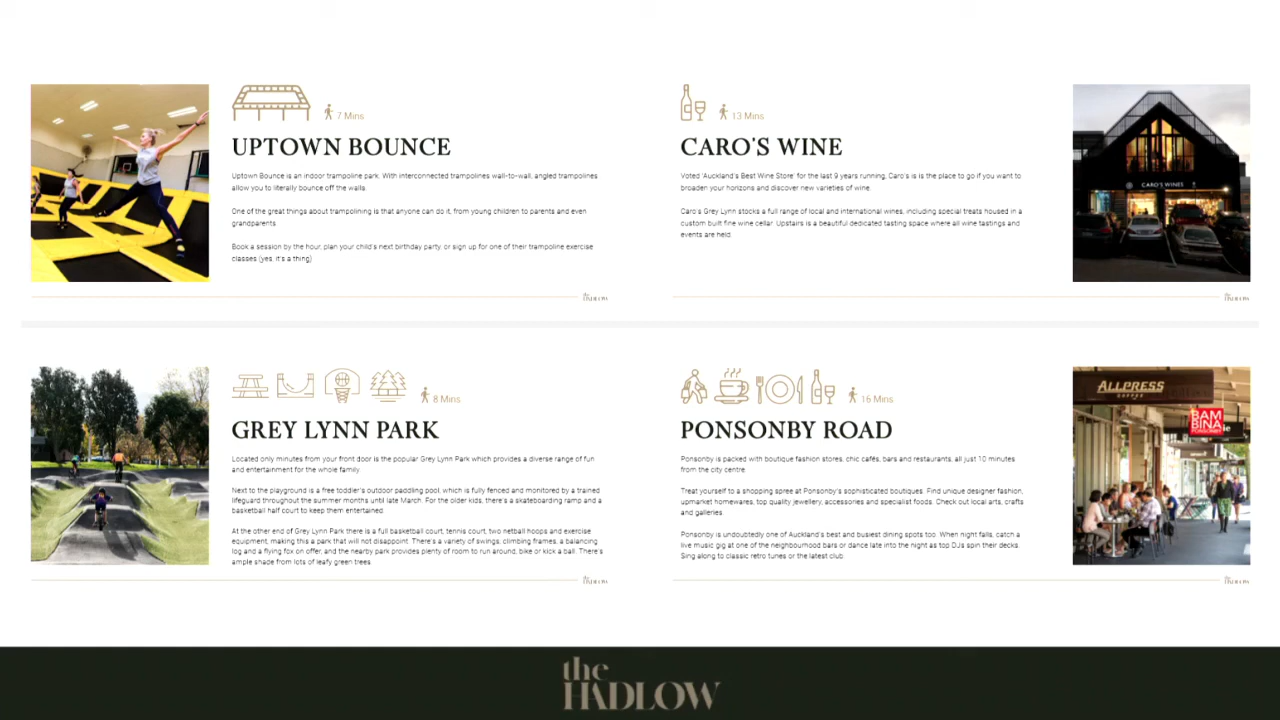 7 Mins
UPTOWN BOUNCE
Uptown Bounce is an indoor trampoline park. With interconnected trampolines wall-to-wall, angled trampolines
allow you to literally bounce off the walls.
One of the great things about trampolining is that anyone can do it, from young children to parents and even
grandparents
Book a session by the hour, plan your child's next birthday party, or sign up for one of their trampoline exercise
classes (yes, it's a thing)
the HADLOW
13 Mins
CARO'S WINE
Voted 'Auckland's Best Wine Store' for the last 9 years running, Caro's is is the place to go if you want to
broaden your horizons and discover new varieties of wine.
Caro's Grey Lynn stocks a full range of local and international wines, including special treats housed in a
custom built fine wine cellar. Upstairs is a beautiful dedicated tasting space where all wine tastings and
events are held.
CARO'S WINES
the HADLOW
8 Mins
GREY LYNN PARK
Located only minutes from your front door is the popular Grey Lynn Park which provides a diverse range of fun
and entertainment for the whole family.
Next to the playground is a free toddler's outdoor paddling pool, which is fully fenced and monitored by a trained
lifeguard throughout the summer months until late March. For the older kids, there's a skateboarding ramp and a
basketball half court to keep them entertained.
At the other end of Grey Lynn Park there is a full basketball court, tennis court, two netball hoops and exercise
equipment, making this a park that will not disappoint. There's a variety of swings, climbing frames, a balancing
log and a flying fox on offer, and the nearby park provides plenty of room to run around, bike or kick a ball. There's
ample shade from lots of leafy green trees
the HADLOW
16 Mins
PONSONBY ROAD
Ponsonby is packed with boutique fashion stores, chic cafés, bars and restaurants, all just 10 minutes
from the city centre.
Treat yourself to a shopping spree at Ponsonby's sophisticated boutiques. Find unique designer fashion,
upmarket homewares, top quality jewellery, accessories and specialist foods. Check out local arts, crafts
and galleries
Ponsonby is undoubtedly one of Auckland's best and busiest dining spots too. When night falls, catch a
live music gig at one of the neighbourhood bars or dance late into the night as top DJs spin their decks.
Sing along to classic retro tunes or the latest club.
ALLPRESS
COFFEE
BAM
BINA
PONSONBY
the HADLOW
the
HADLOW